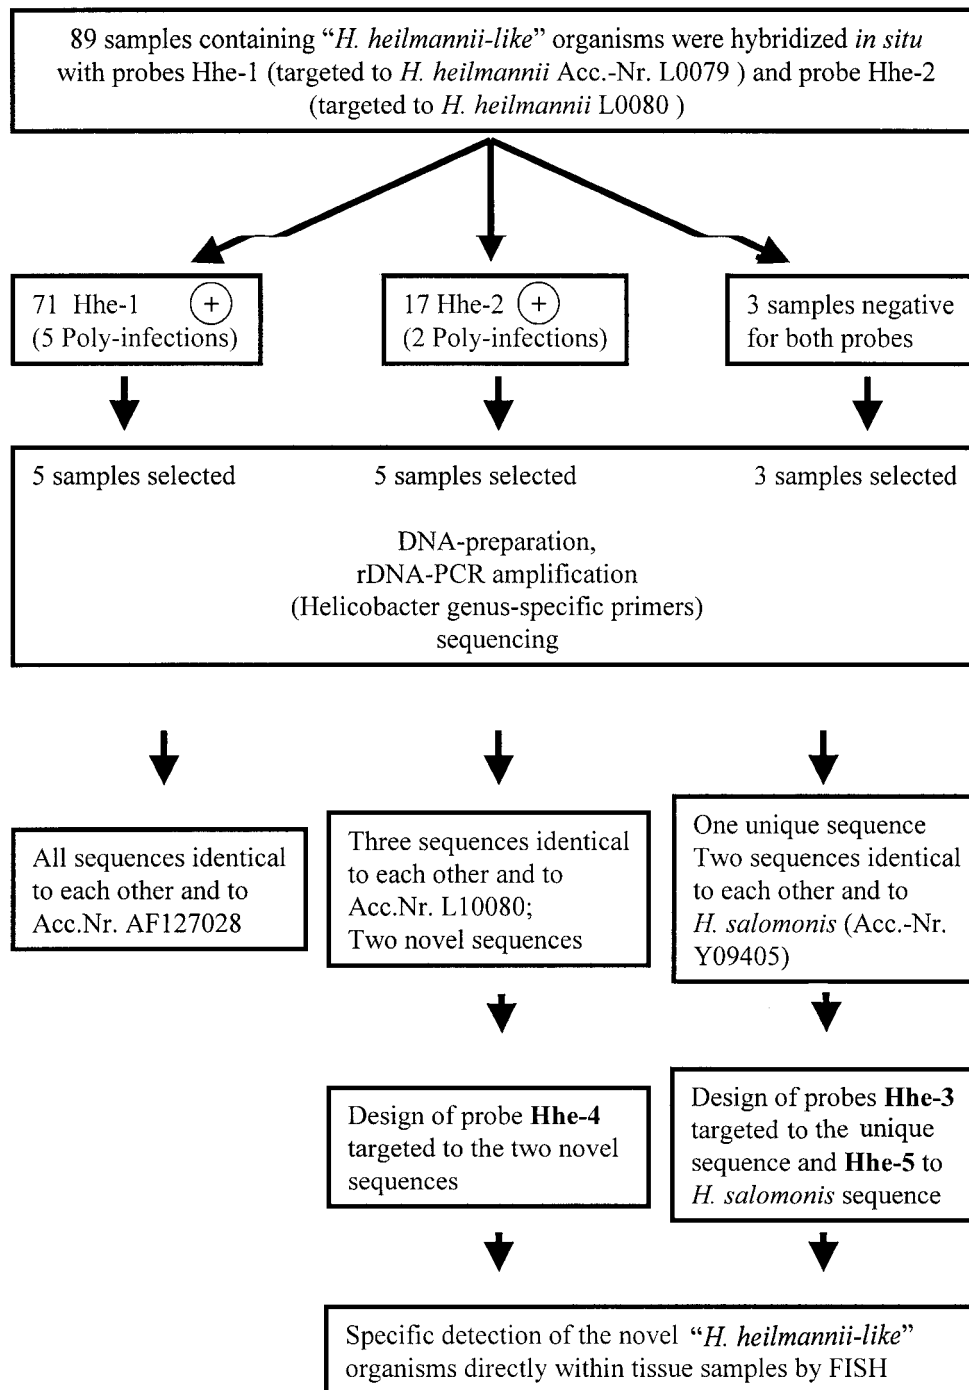 89 samples containing “H. heilmannii-like” organisms were hybridized in situ
with probes Hhe-1 (targeted to H. heilmannii Acc.-Nr. L0079 ) and probe Hhe-2
(targeted to H. heilmannii L0080 )
71 Hhe-1 +
(5 Poly-infections)
17 Hhe-2 +
(2 Poly-infections)
3 samples negative
for both probes
5 samples selected
5 samples selected
3 samples selected
DNA-preparation,
rDNA-PCR amplification
(Helicobacter genus-specific primers)
sequencing
All sequences identical
to each other and to
Acc.Nr. AF127028
Three sequences identical
to each other and to
Acc.Nr. L10080;
Two novel sequences
One unique sequence
Two sequences identical
to each other and to
H. salomonis (Acc.-Nr.
Y09405)
Design of probe Hhe-4
targeted to the two novel
sequences
Design of probes Hhe-3
targeted to the unique
sequence and Hhe-5 to
H. salomonis sequence
Specific detection of the novel “H. heilmannii-like”
organisms directly within tissue samples by FISH